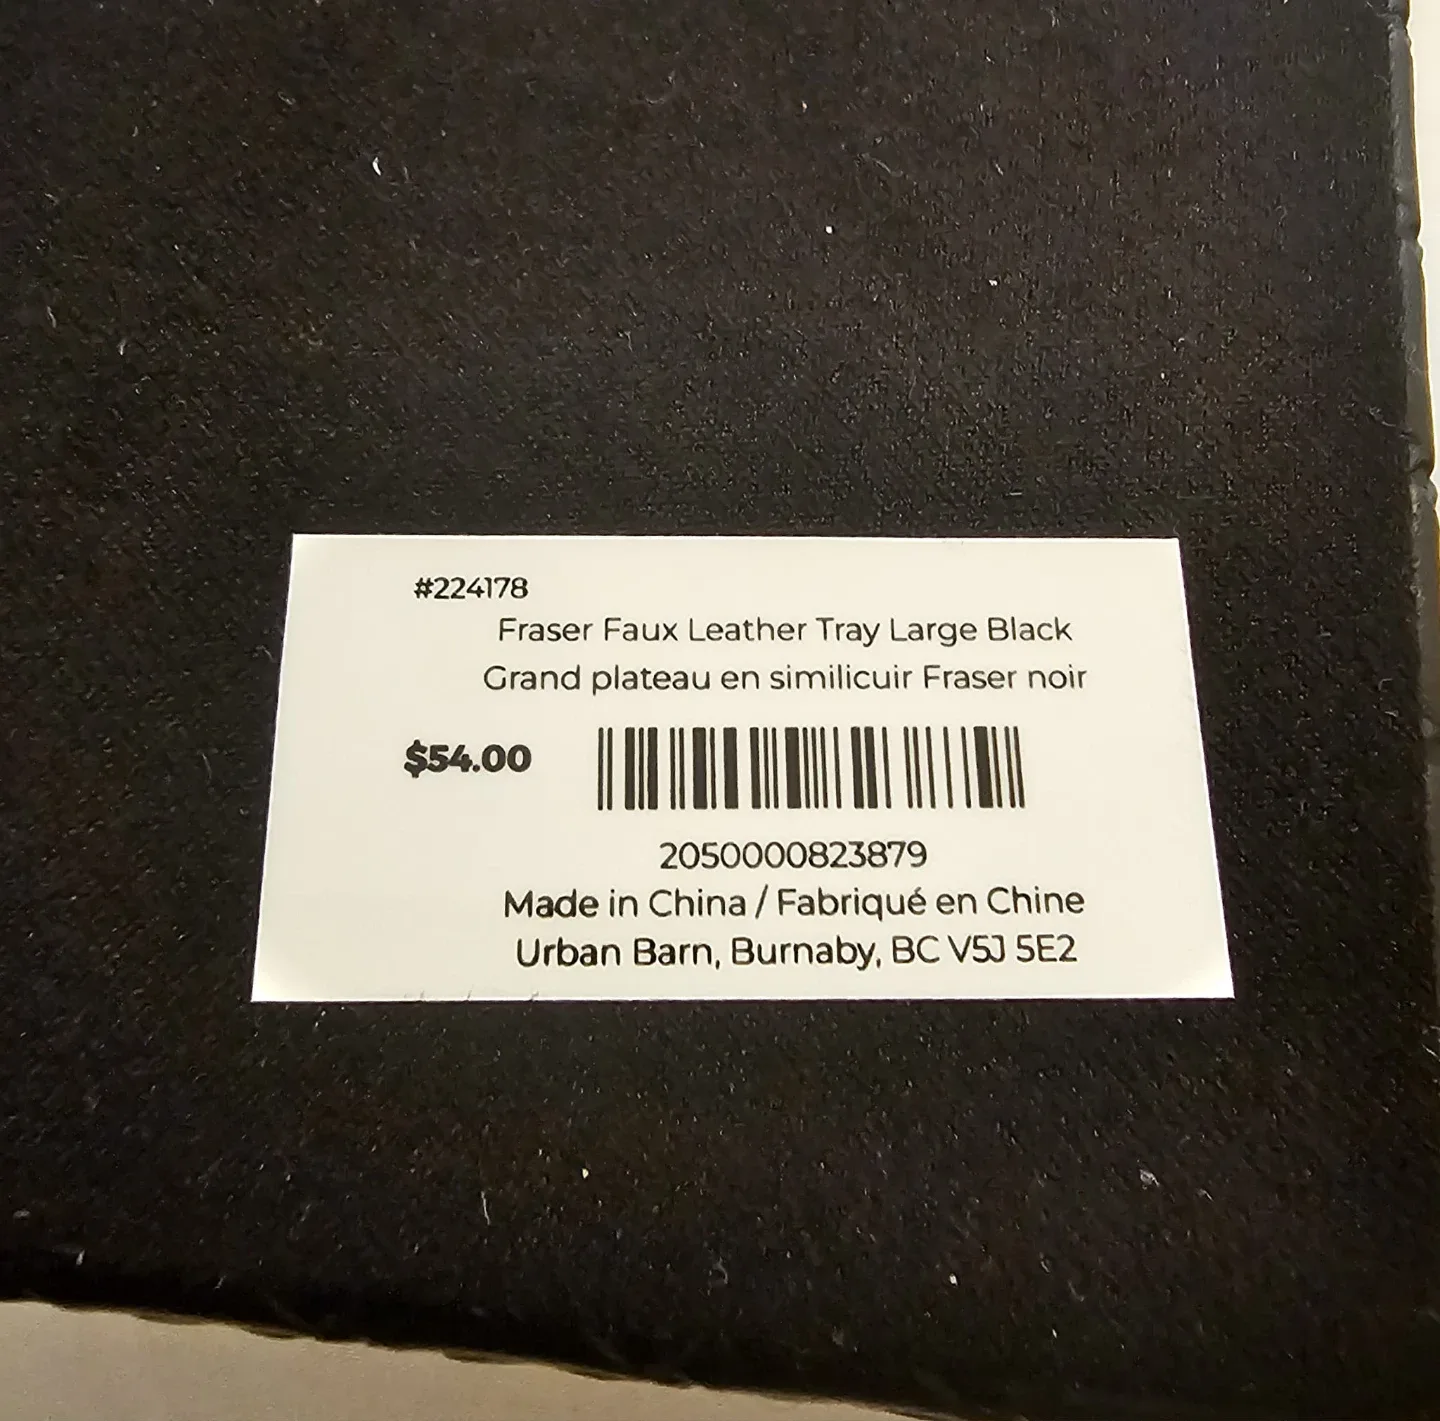 #224178
Fraser Faux Leather Tray Large Black
Grand plateau en similicuir Fraser noir
$54.00
2050000823879
Made in China / Fabriqué en Chine
Urban Barn, Burnaby, BC V5J 5E2